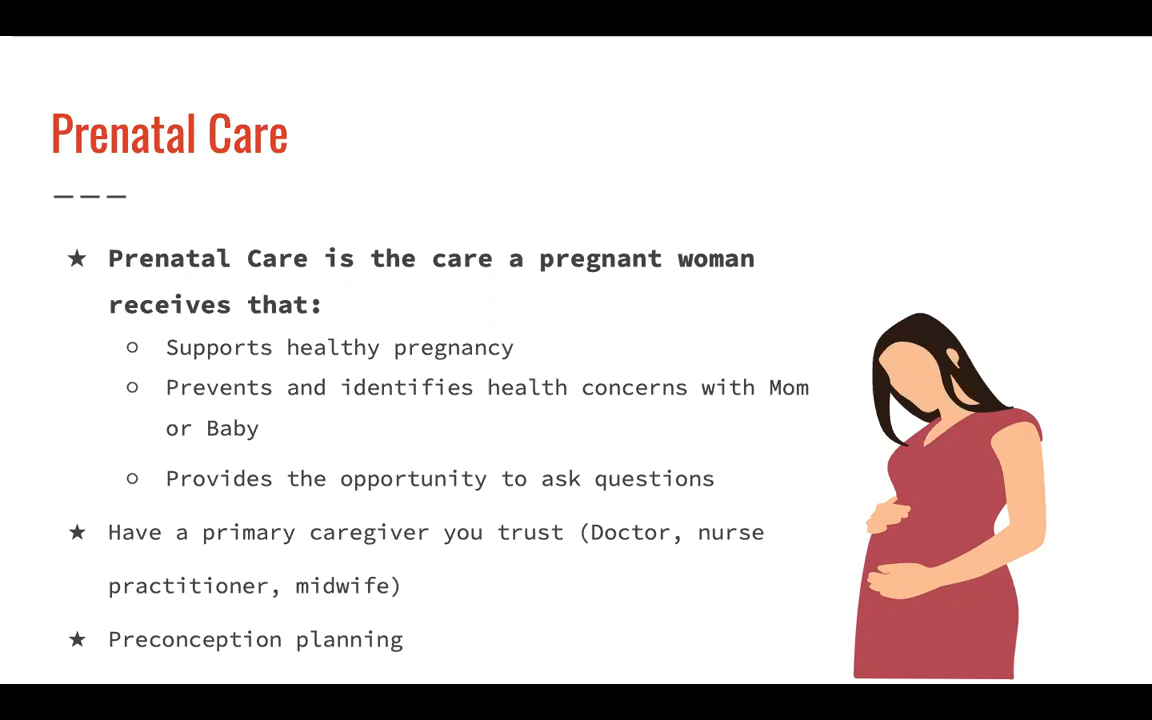 Prenatal Care
★ Prenatal Care is the care a pregnant woman
receives that:
○ Supports healthy pregnancy
○ Prevents and identifies health concerns with Mom
or Baby
○ Provides the opportunity to ask questions
★ Have a primary caregiver you trust (Doctor, nurse
practitioner, midwife)
★ Preconception planning